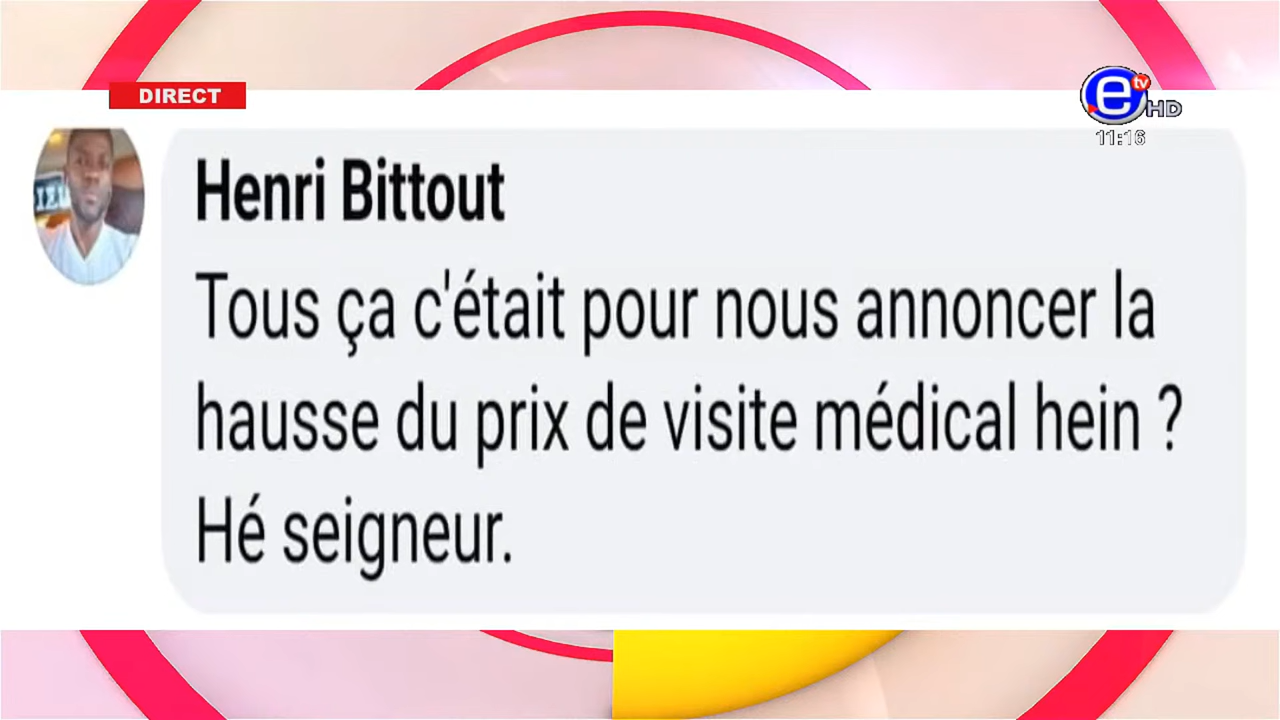 DIRECT
e tv HD
11:16
Henri Bittout
Tous ça c'était pour nous annoncer la
hausse du prix de visite médical hein ?
Hé seigneur.